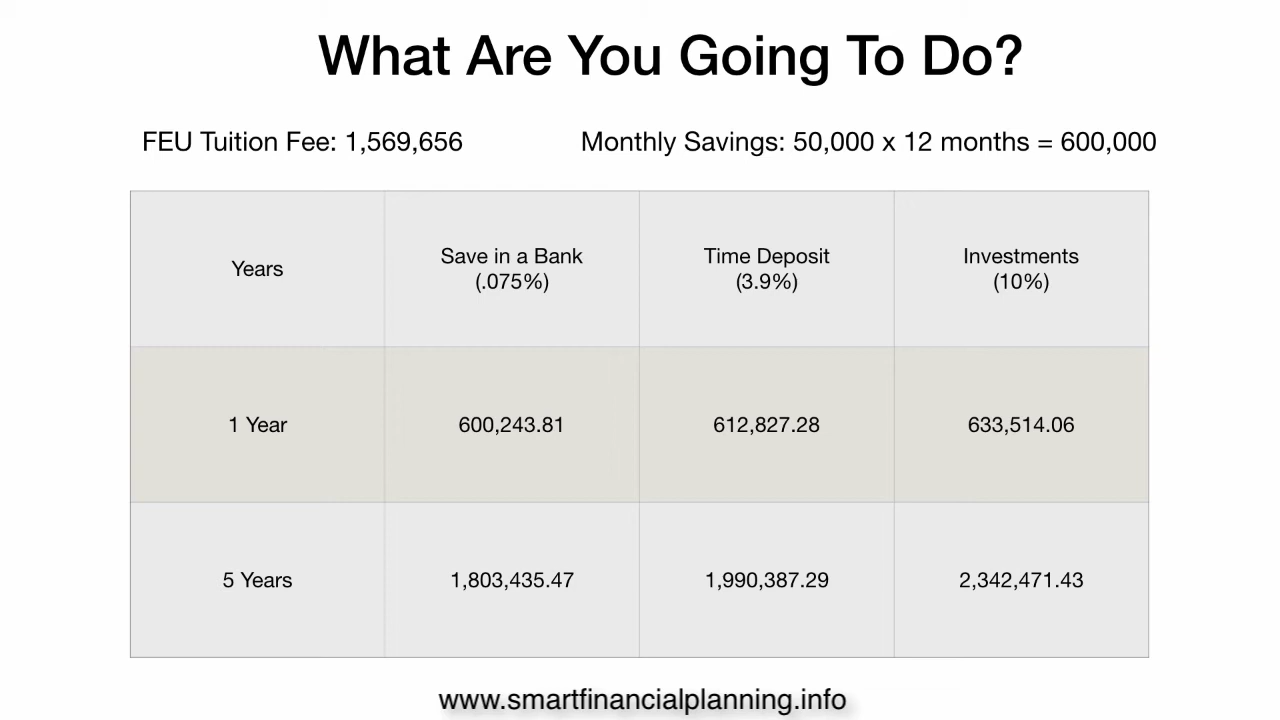 What Are You Going To Do?
FEU Tuition Fee: 1,569,656
Monthly Savings: 50,000 x 12 months = 600,000
Years
Save in a Bank
(.075%)
Time Deposit
(3.9%)
Investments
(10%)
1 Year
600,243.81
612,827.28
633,514.06
5 Years
1,803,435.47
1,990,387.29
2,342,471.43
www.smartfinancialplanning.info